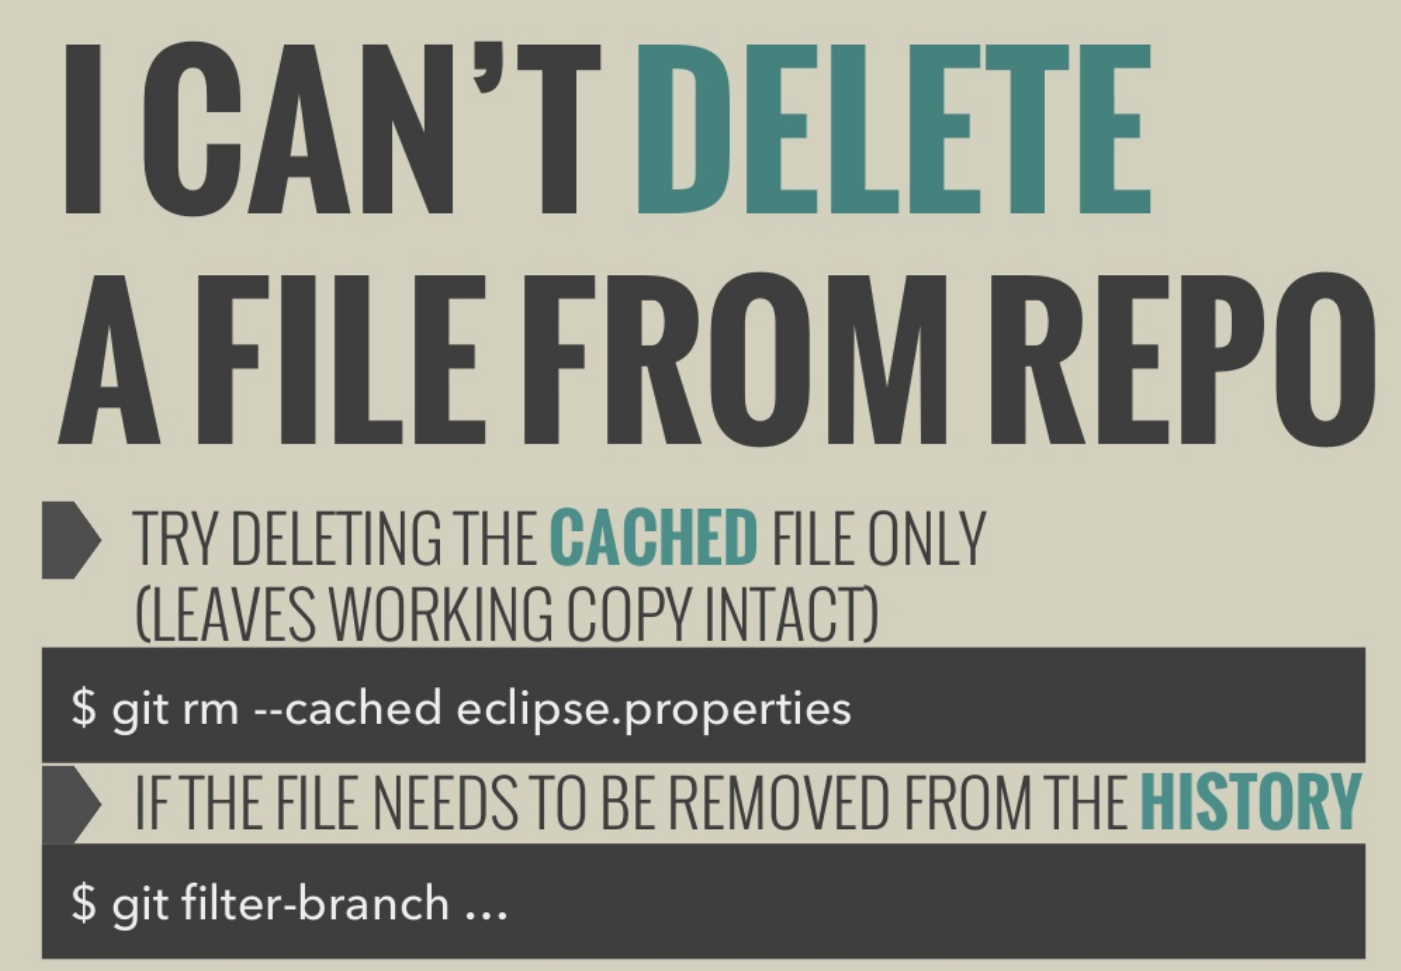 I CAN’T DELETE
A FILE FROM REPO
TRY DELETING THE CACHED FILE ONLY
(LEAVES WORKING COPY INTACT)
$ git rm --cached eclipse.properties
IF THE FILE NEEDS TO BE REMOVED FROM THE HISTORY
$ git filter-branch ...